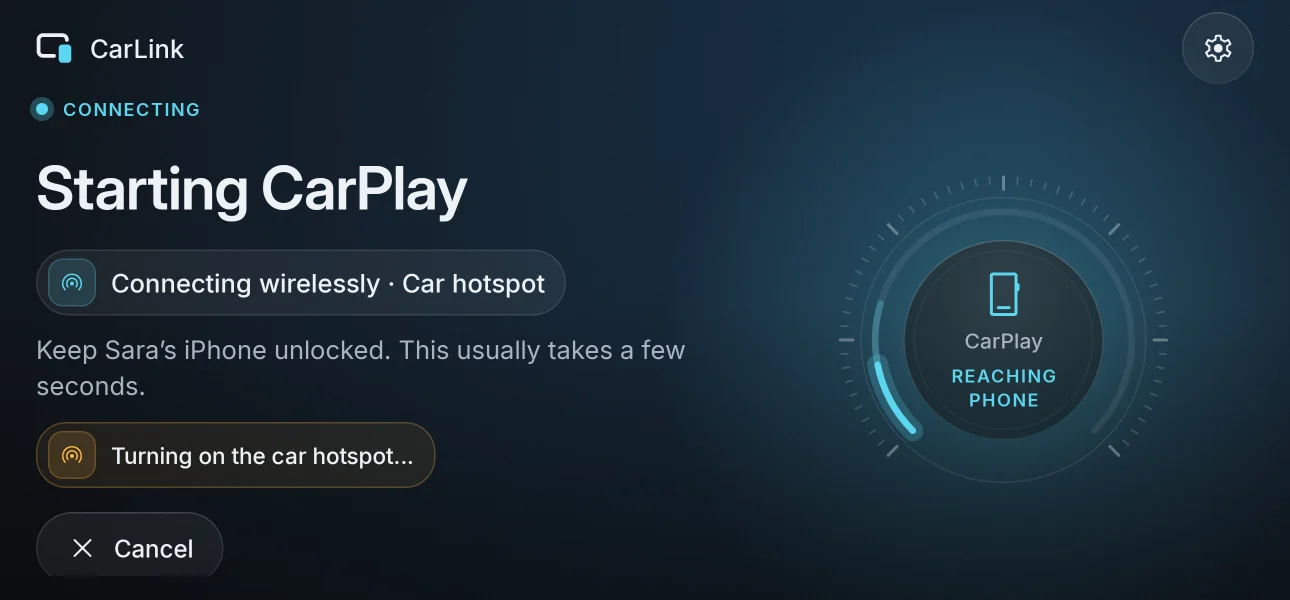 CarLink
CONNECTING
Starting CarPlay
Connecting wirelessly · Car hotspot
Keep Sara’s iPhone unlocked. This usually takes a few
seconds.
Turning on the car hotspot…
Cancel
CarPlay
REACHING
PHONE